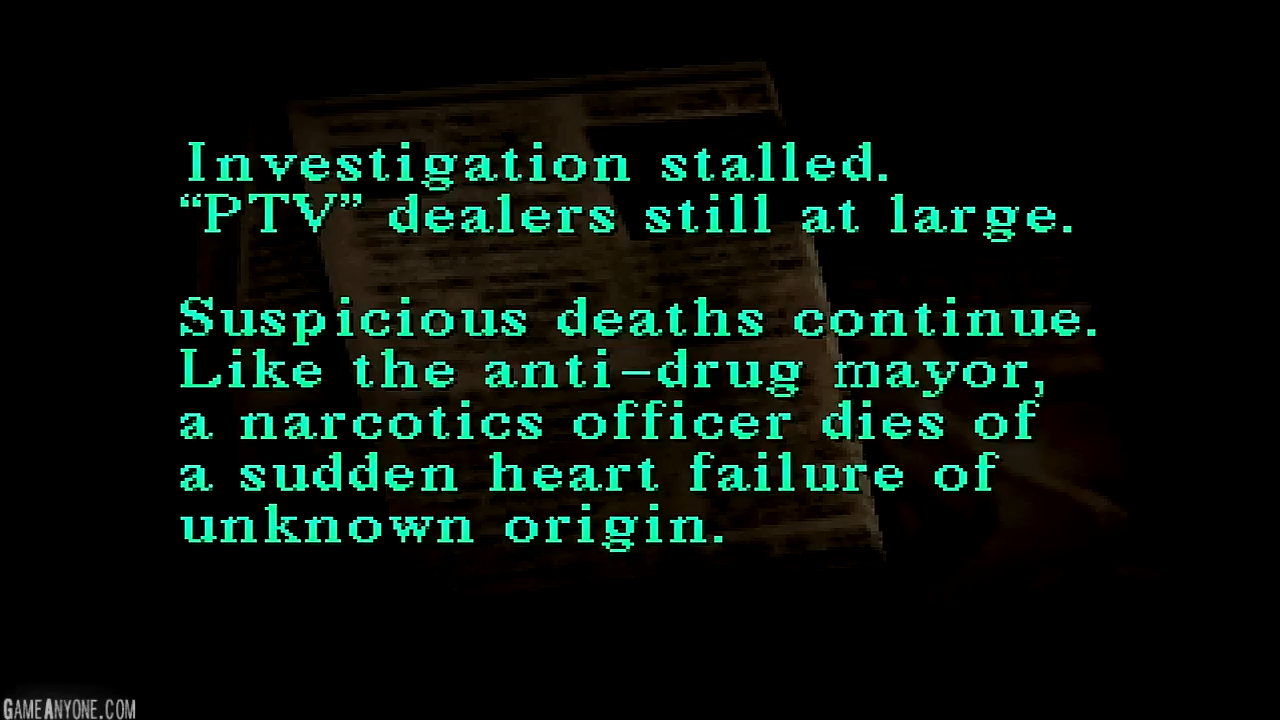 Investigation stalled.
“PTV” dealers still at large.
Suspicious deaths continue.
Like the anti-drug mayor,
a narcotics officer dies of
a sudden heart failure of
unknown origin.
GameAnyone.com